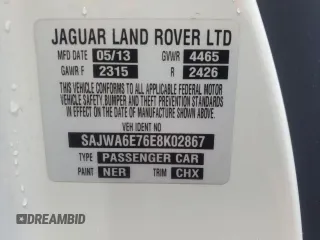 JAGUAR LAND ROVER LTD
MFD DATE 05/13 GVWR 4465
GAWR F 2315 R 2426
THIS VEHICLE CONFORMS TO ALL APPLICABLE FEDERAL MOTOR
VEHICLE SAFETY, BUMPER AND THEFT PREVENTION STANDARDS
IN EFFECT ON THE DATE OF MANUFACTURE SHOWN ABOVE.
VEH IDENT NO
SAJWA6E76E8K02867
TYPE PASSENGER CAR
PAINT NER TRIM CHX
DREAMBID